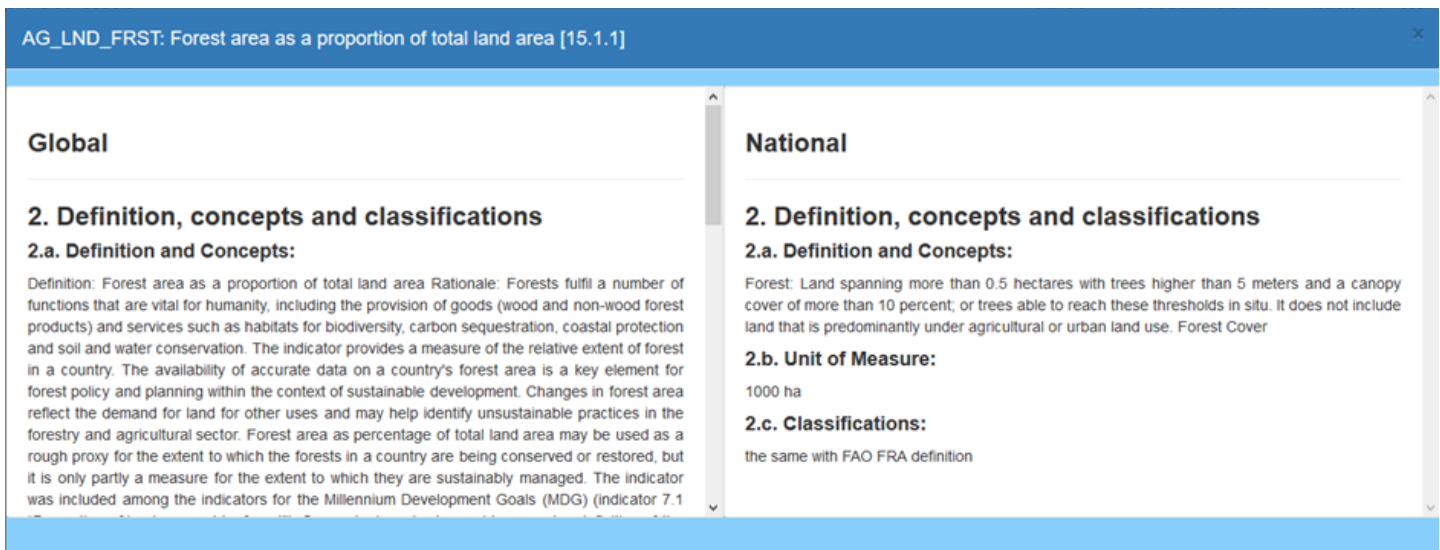 AG_LND_FRST: Forest area as a proportion of total land area [15.1.1]
×
Global
2. Definition, concepts and classifications
2.a. Definition and Concepts:
Definition: Forest area as a proportion of total land area Rationale: Forests fulfil a number of
functions that are vital for humanity, including the provision of goods (wood and non-wood forest
products) and services such as habitats for biodiversity, carbon sequestration, coastal protection
and soil and water conservation. The indicator provides a measure of the relative extent of forest
in a country. The availability of accurate data on a country's forest area is a key element for
forest policy and planning within the context of sustainable development. Changes in forest area
reflect the demand for land for other uses and may help identify unsustainable practices in the
forestry and agricultural sector. Forest area as percentage of total land area may be used as a
rough proxy for the extent to which the forests in a country are being conserved or restored, but
it is only partly a measure for the extent to which they are sustainably managed. The indicator
was included among the indicators for the Millennium Development Goals (MDG) (indicator 7.1
National
2. Definition, concepts and classifications
2.a. Definition and Concepts:
Forest: Land spanning more than 0.5 hectares with trees higher than 5 meters and a canopy
cover of more than 10 percent; or trees able to reach these thresholds in situ. It does not include
land that is predominantly under agricultural or urban land use. Forest Cover
2.b. Unit of Measure:
1000 ha
2.c. Classifications:
the same with FAO FRA definition